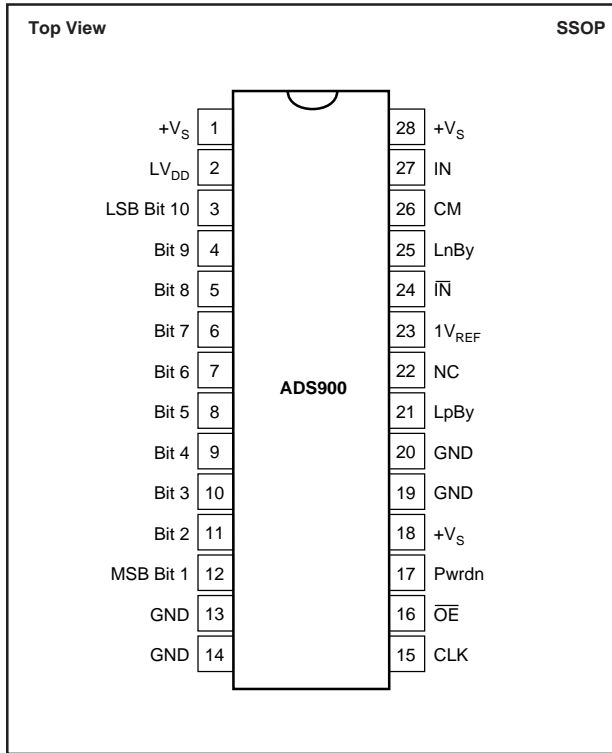 Top View SSOP
+VS 1 28 +VS
LVDD 2 27 IN
LSB Bit 10 3 26 CM
Bit 9 4 25 LnBy
Bit 8 5 24 I̅N̅
Bit 7 6 23 1VREF
Bit 6 7 22 NC
ADS900
Bit 5 8 21 LpBy
Bit 4 9 20 GND
Bit 3 10 19 GND
Bit 2 11 18 +VS
MSB Bit 1 12 17 Pwrdn
GND 13 16 O̅E̅
GND 14 15 CLK